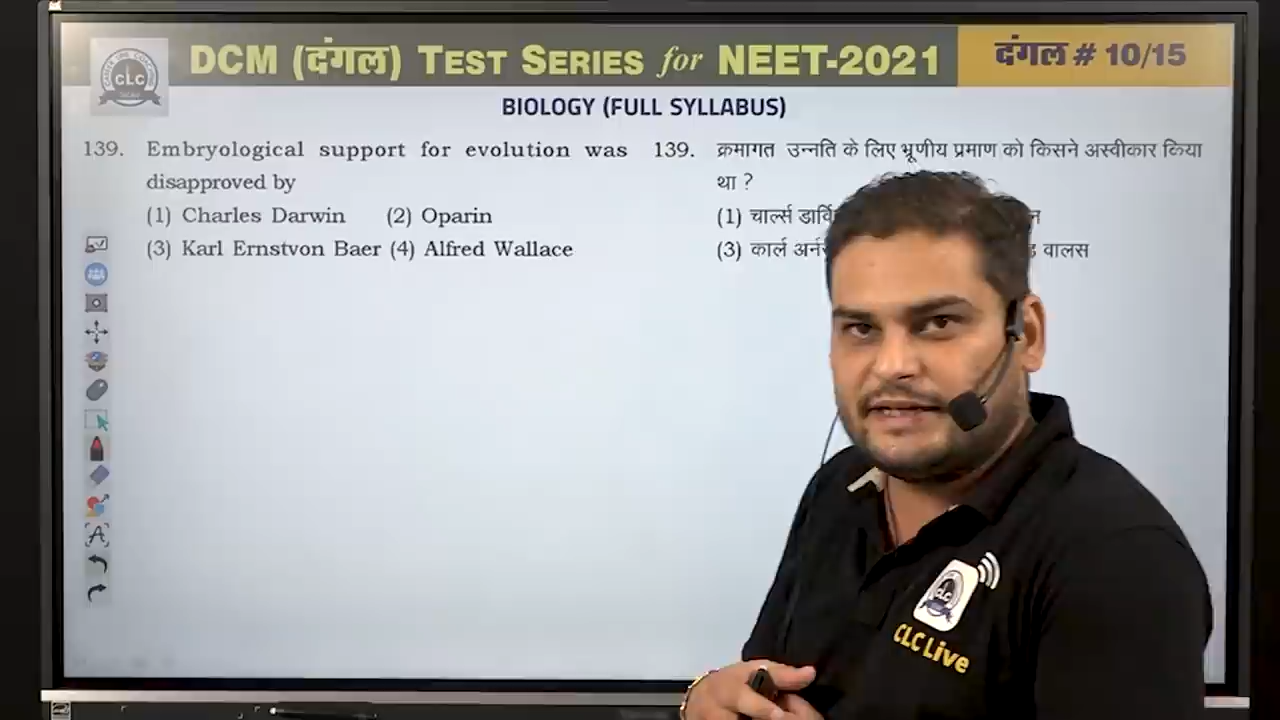 DCM (दंगल) TEST SERIES for NEET-2021
दंगल # 10/15
CLC
BIOLOGY (FULL SYLLABUS)
139. Embryological support for evolution was
disapproved by
(1) Charles Darwin (2) Oparin
(3) Karl Ernstvon Baer (4) Alfred Wallace
139. क्रमागत उन्नति के लिए भ्रूणीय प्रमाण को किसने अस्वीकार किया
था ?
(1) चार्ल्स
(3) कार्ल वालस
CLC
CLC Live